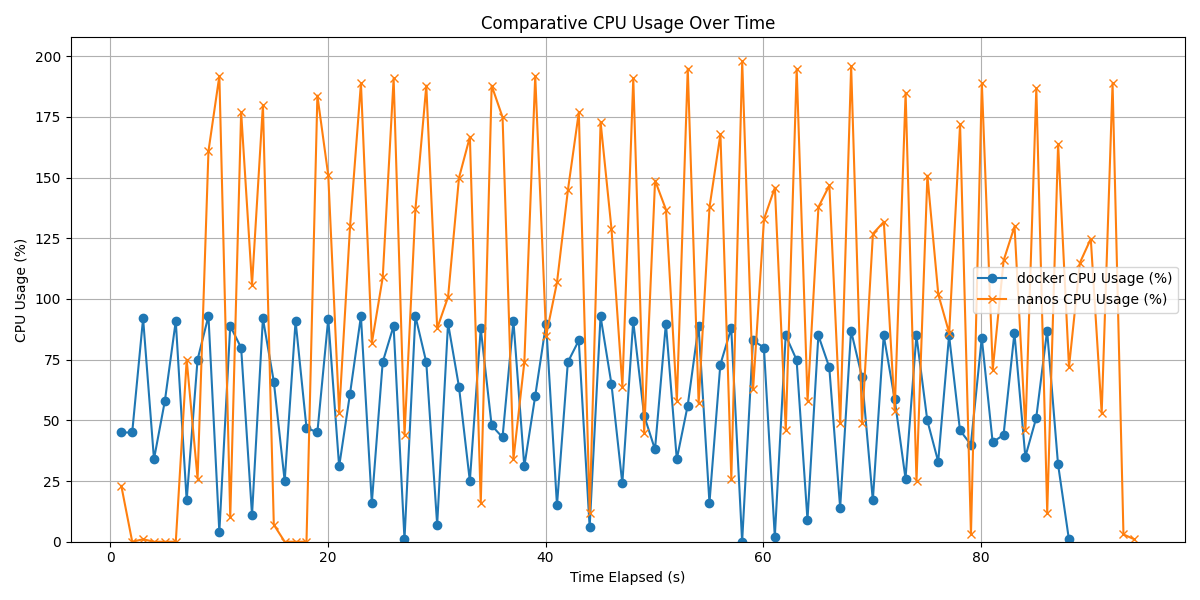 Comparative CPU Usage Over Time
200
175
150
125
100
75
50
25
0
CPU Usage (%)
docker CPU Usage (%)
nanos CPU Usage (%)
0 20 40 60 80
Time Elapsed (s)